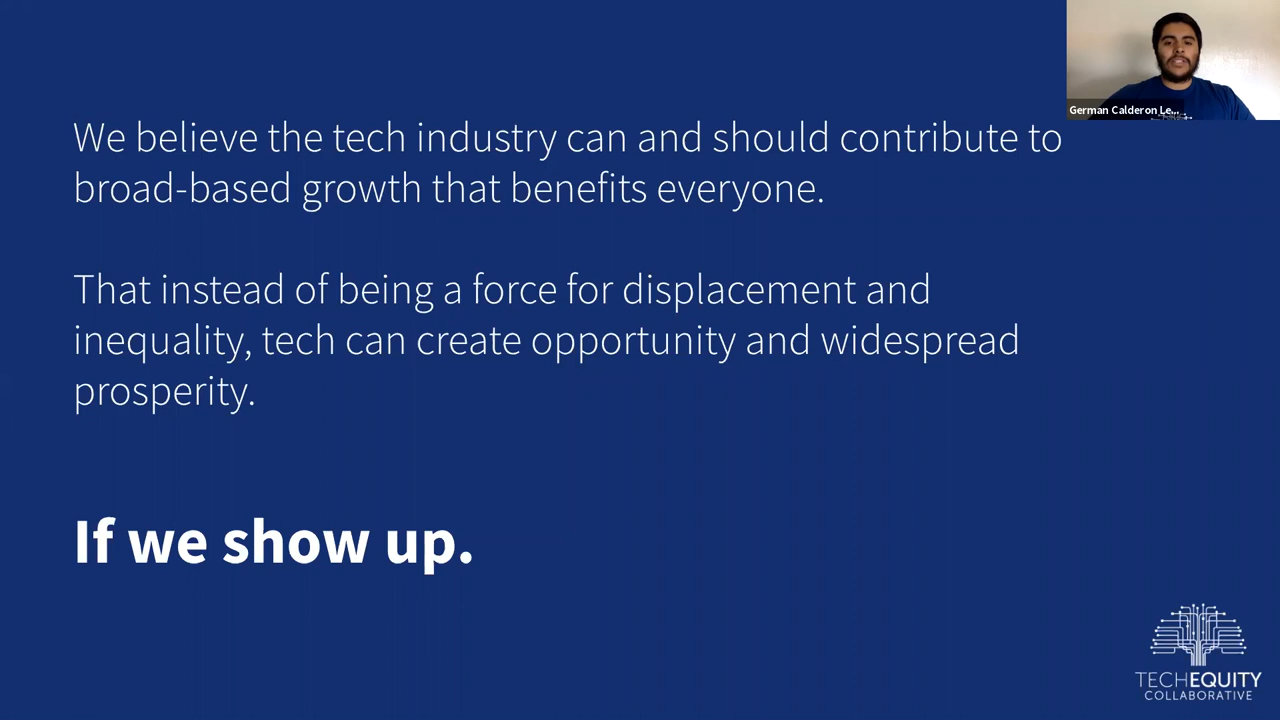 German Calderon Le...
We believe the tech industry can and should contribute to
broad-based growth that benefits everyone.
That instead of being a force for displacement and
inequality, tech can create opportunity and widespread
prosperity.
If we show up.
TECHEQUITY
COLLABORATIVE